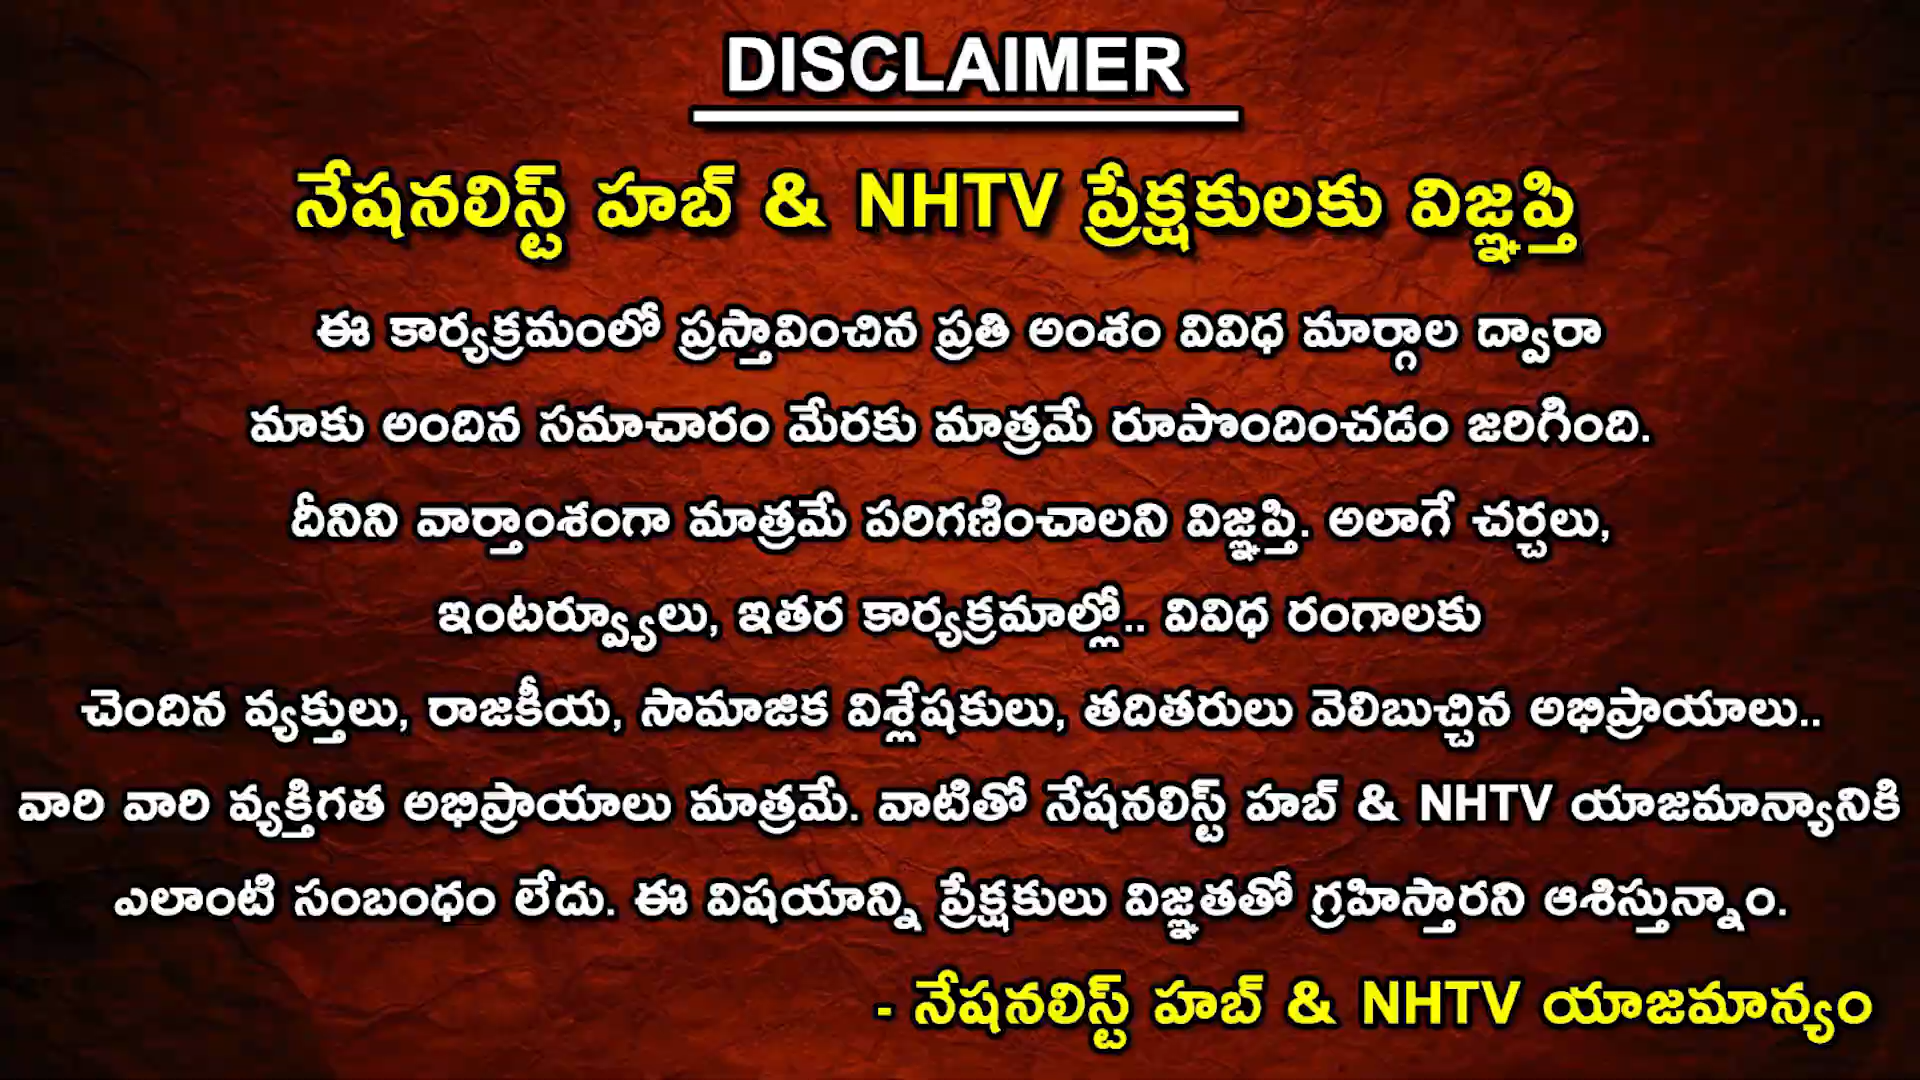 DISCLAIMER
నేషనలిస్ట్ హబ్ & NHTV ప్రేక్షకులకు విజ్ఞప్తి
ఈ కార్యక్రమంలో ప్రస్తావించిన ప్రతి అంశం వివిధ మార్గాల ద్వారా
మాకు అందిన సమాచారం మేరకు మాత్రమే రూపొందించడం జరిగింది.
దీనిని వార్తాంశంగా మాత్రమే పరిగణించాలని విజ్ఞప్తి. అలాగే చర్చలు,
ఇంటర్వ్యూలు, ఇతర కార్యక్రమాల్లో.. వివిధ రంగాలకు
చెందిన వ్యక్తులు, రాజకీయ, సామాజిక విశ్లేషకులు, తదితరులు వెలిబుచ్చిన అభిప్రాయాలు..
వారి వారి వ్యక్తిగత అభిప్రాయాలు మాత్రమే. వాటితో నేషనలిస్ట్ హబ్ & NHTV యాజమాన్యానికి
ఎలాంటి సంబంధం లేదు. ఈ విషయాన్ని ప్రేక్షకులు విజ్ఞతతో గ్రహిస్తారని ఆశిస్తున్నాం.
- నేషనలిస్ట్ హబ్ & NHTV యాజమాన్యం